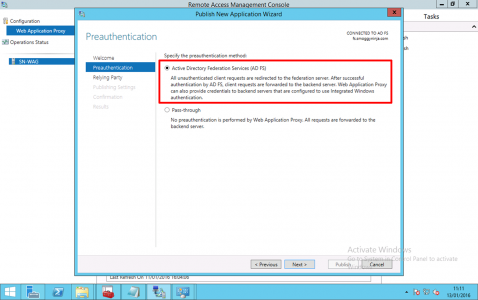 Remote Access Management Console
Configuration
Web Application Proxy
Operations Status
SN-WAG
Tasks
Publish New Application Wizard
Preauthentication
CONNECTED TO AD FS
Welcome
Preauthentication
Relying Party
Publishing Settings
Confirmation
Results
Specify the preauthentication method:
Active Directory Federation Services (AD FS)
All unauthenticated client requests are redirected to the federation server. After successful
authentication by AD FS, client requests are forwarded to the backend server. Web Application Proxy
can also provide credentials to backend servers that are configured to use Integrated Windows
authentication.
Pass-through
No preauthentication is performed by Web Application Proxy. All requests are forwarded to the
backend server.
< Previous
Next >
Publish
Cancel
Activate Windows
Go to System in Control Panel to activate
Last Refresh On 11/01/2016
11:11
13/01/2016